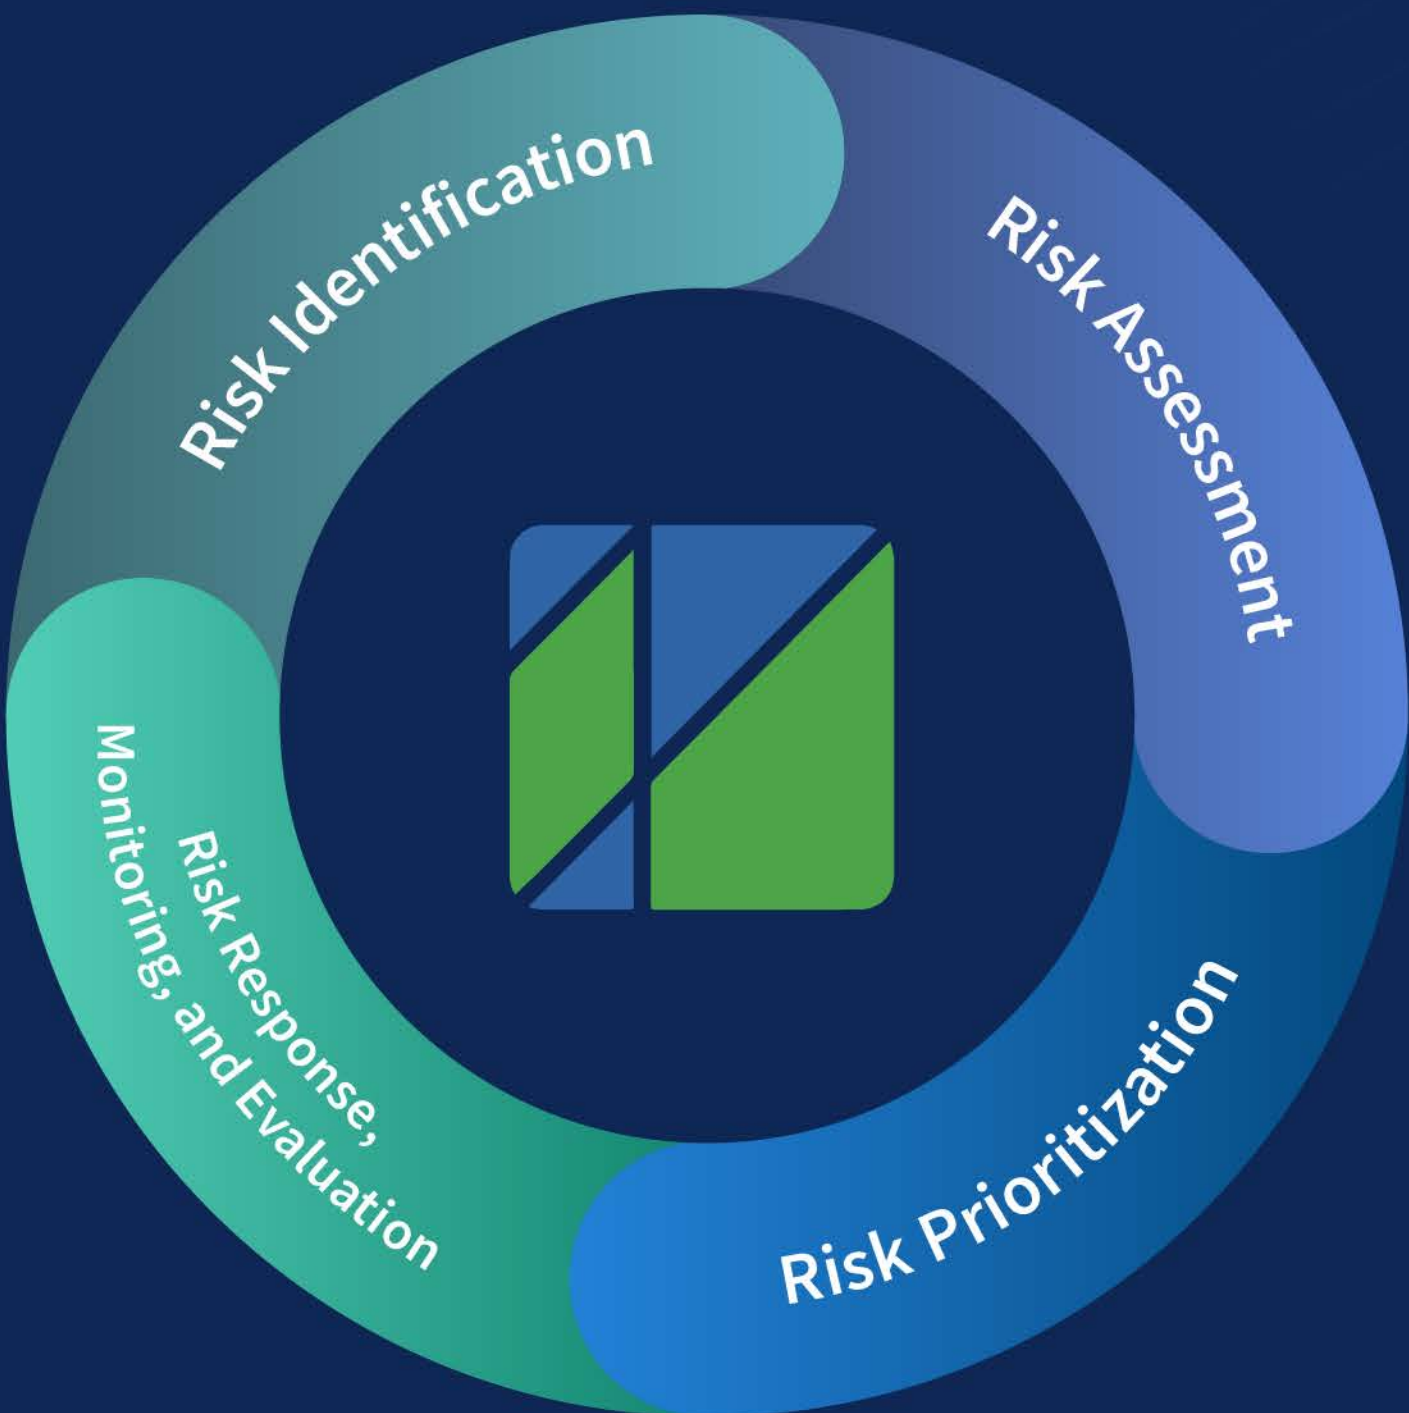 Risk Identification
Risk Assessment
Risk Prioritization
Risk Response,
Monitoring, and Evaluation